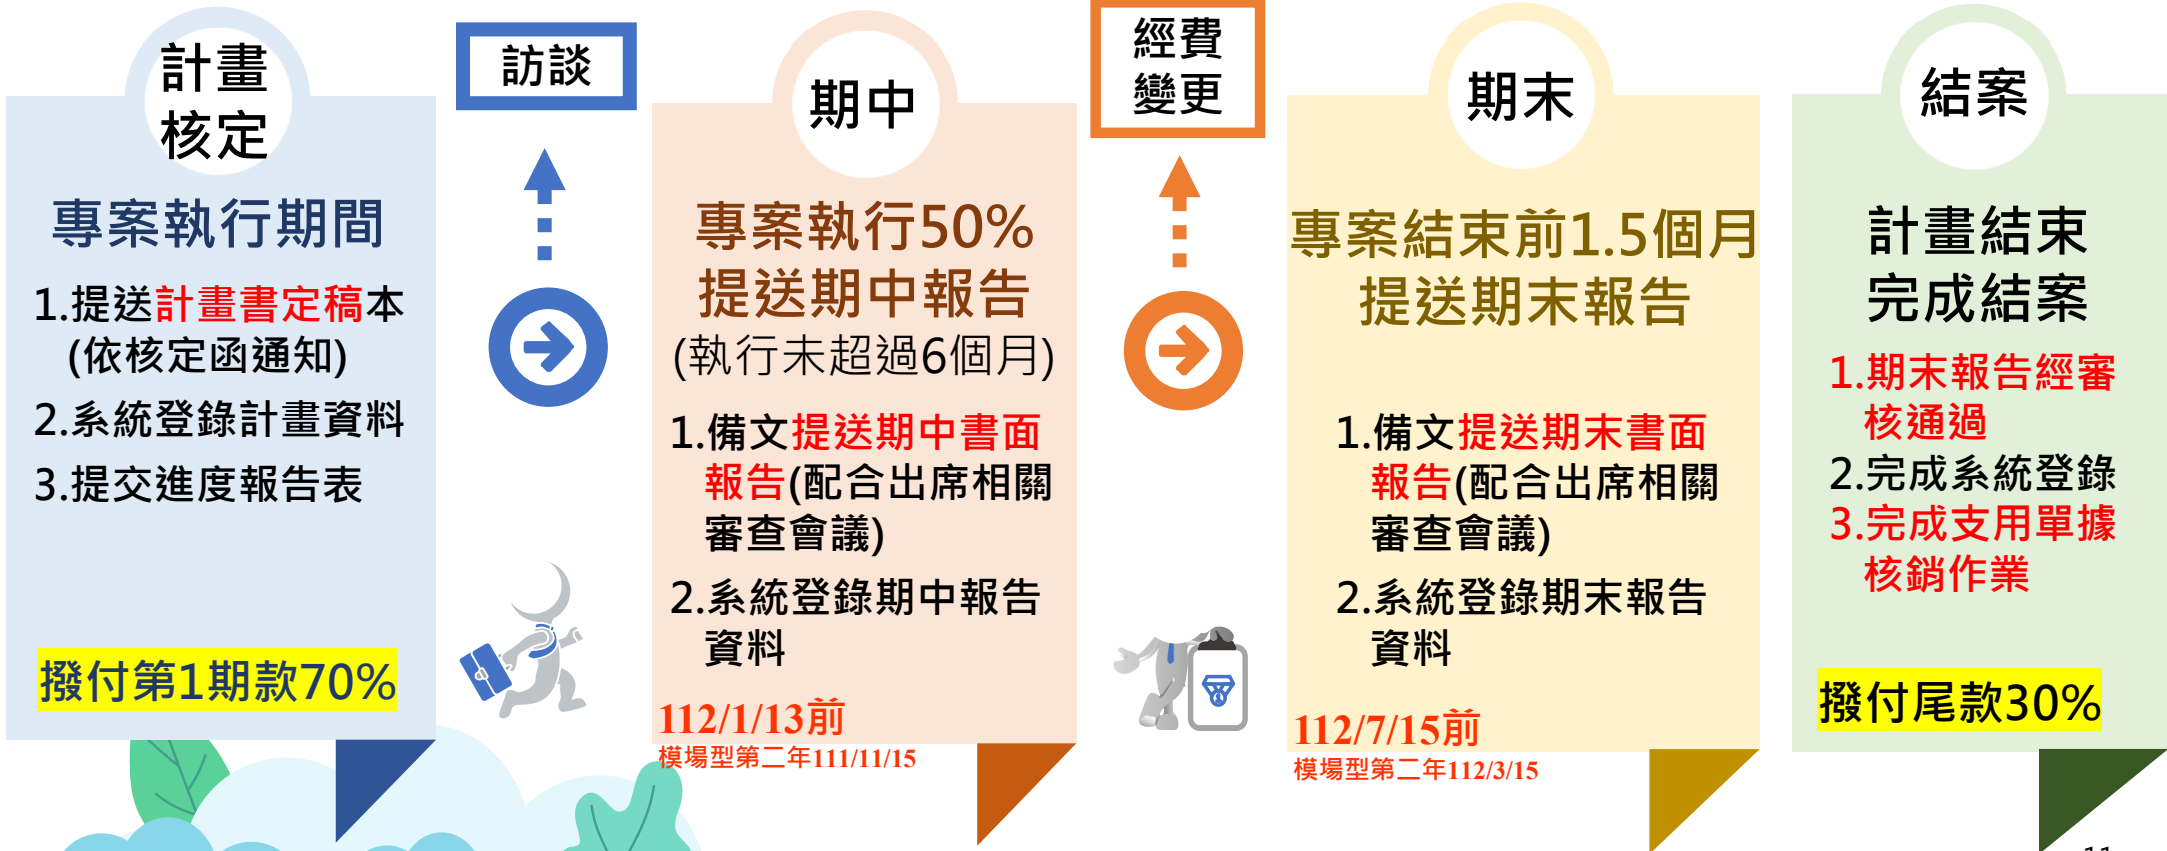 計畫
核定
專案執行期間
1.提送計畫書定稿本
(依核定函通知)
2.系統登錄計畫資料
3.提交進度報告表
撥付第1期款70%
訪談
期中
專案執行50%
提送期中報告
(執行未超過6個月)
1.備文提送期中書面
報告(配合出席相關
審查會議)
2.系統登錄期中報告
資料
112/1/13前
模場型第二年111/11/15
經費
變更
期末
專案結束前1.5個月
提送期末報告
1.備文提送期末書面
報告(配合出席相關
審查會議)
2.系統登錄期末報告
資料
112/7/15前
模場型第二年112/3/15
結案
計畫結束
完成結案
1.期末報告經審
核通過
2.完成系統登錄
3.完成支用單據
核銷作業
撥付尾款30%